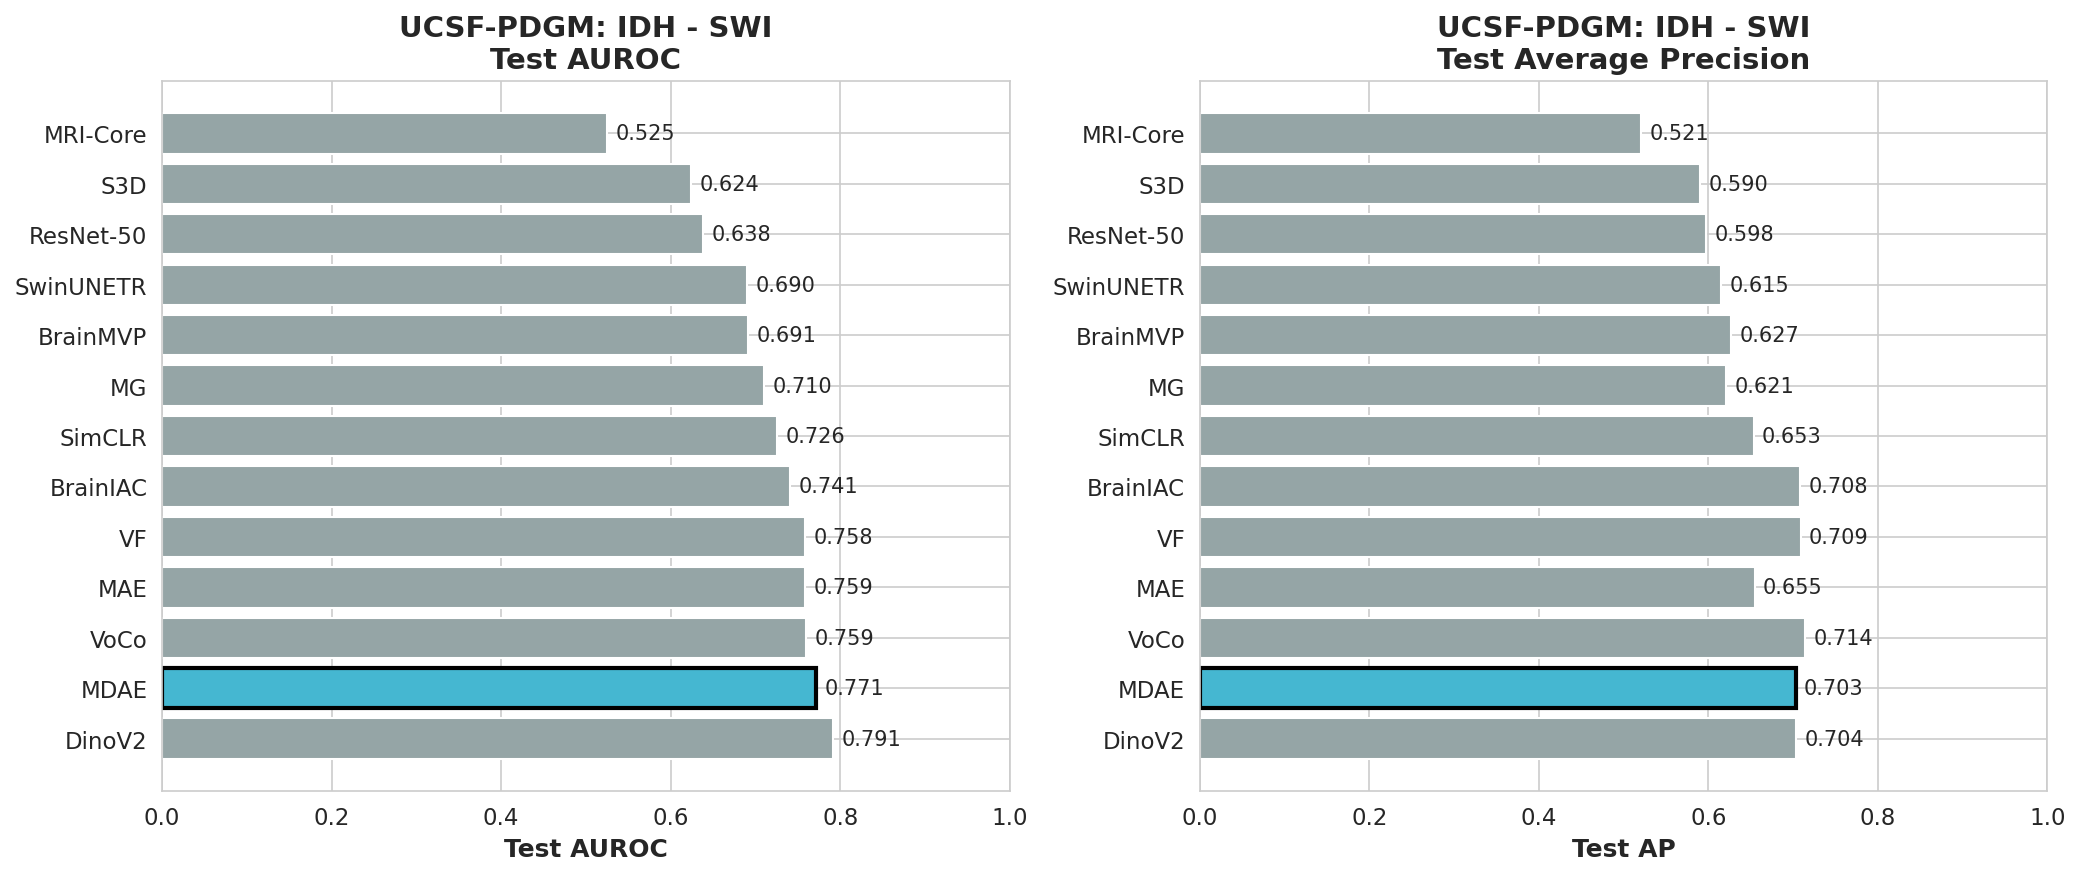 UCSF-PDGM: IDH - SWI
Test AUROC
MRI-Core 0.525
S3D 0.624
ResNet-50 0.638
SwinUNETR 0.690
BrainMVP 0.691
MG 0.710
SimCLR 0.726
BrainIAC 0.741
VF 0.758
MAE 0.759
VoCo 0.759
MDAE 0.771
DinoV2 0.791
0.0 0.2 0.4 0.6 0.8 1.0
Test AUROC
UCSF-PDGM: IDH - SWI
Test Average Precision
MRI-Core 0.521
S3D 0.590
ResNet-50 0.598
SwinUNETR 0.615
BrainMVP 0.627
MG 0.621
SimCLR 0.653
BrainIAC 0.708
VF 0.709
MAE 0.655
VoCo 0.714
MDAE 0.703
DinoV2 0.704
0.0 0.2 0.4 0.6 0.8 1.0
Test AP